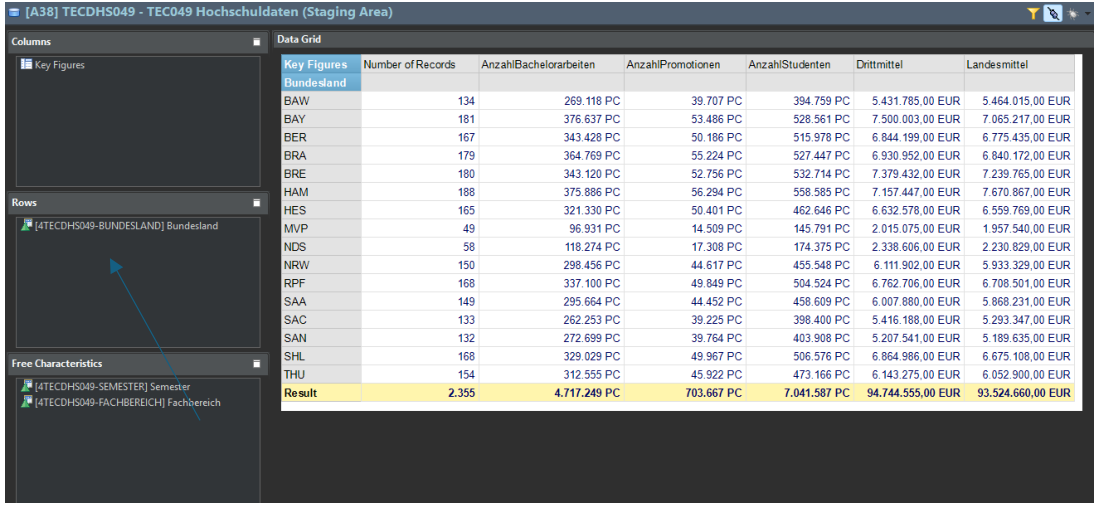 [A38] TECDHS049 - TEC049 Hochschuldaten (Staging Area)
Columns
Key Figures
Rows
[4TECDHS049-BUNDESLAND] Bundesland
Free Characteristics
[4TECDHS049-SEMESTER] Semester
[4TECDHS049-FACHBEREICH] Fachbereich
Data Grid
Key Figures Number of Records AnzahlBachelorarbeiten AnzahlPromotionen AnzahlStudenten Drittmittel Landesmittel
Bundesland
BAW 134 269.118 PC 39.707 PC 394.759 PC 5.431.785,00 EUR 5.464.015,00 EUR
BAY 181 376.637 PC 53.486 PC 528.561 PC 7.500.003,00 EUR 7.065.217,00 EUR
BER 167 343.428 PC 50.186 PC 515.978 PC 6.844.199,00 EUR 6.775.435,00 EUR
BRA 179 364.769 PC 55.224 PC 527.447 PC 6.930.952,00 EUR 6.840.172,00 EUR
BRE 180 343.120 PC 52.756 PC 532.714 PC 7.379.432,00 EUR 7.239.765,00 EUR
HAM 188 375.886 PC 56.294 PC 558.585 PC 7.157.447,00 EUR 7.670.867,00 EUR
HES 165 321.330 PC 50.401 PC 462.646 PC 6.632.578,00 EUR 6.559.769,00 EUR
MVP 49 96.931 PC 14.509 PC 145.791 PC 2.015.075,00 EUR 1.957.540,00 EUR
NDS 58 118.274 PC 17.308 PC 174.375 PC 2.338.606,00 EUR 2.230.829,00 EUR
NRW 150 298.456 PC 44.617 PC 455.548 PC 6.111.902,00 EUR 5.933.329,00 EUR
RPF 168 337.100 PC 49.849 PC 504.524 PC 6.762.706,00 EUR 6.708.501,00 EUR
SAA 149 295.664 PC 44.452 PC 458.609 PC 6.007.880,00 EUR 5.868.231,00 EUR
SAC 133 262.253 PC 39.225 PC 398.400 PC 5.416.188,00 EUR 5.293.347,00 EUR
SAN 132 272.699 PC 39.764 PC 403.908 PC 5.207.541,00 EUR 5.189.635,00 EUR
SHL 168 329.029 PC 49.967 PC 506.576 PC 6.864.986,00 EUR 6.675.108,00 EUR
THU 154 312.555 PC 45.922 PC 473.166 PC 6.143.275,00 EUR 6.052.900,00 EUR
Result 2.355 4.717.249 PC 703.667 PC 7.041.587 PC 94.744.555,00 EUR 93.524.660,00 EUR